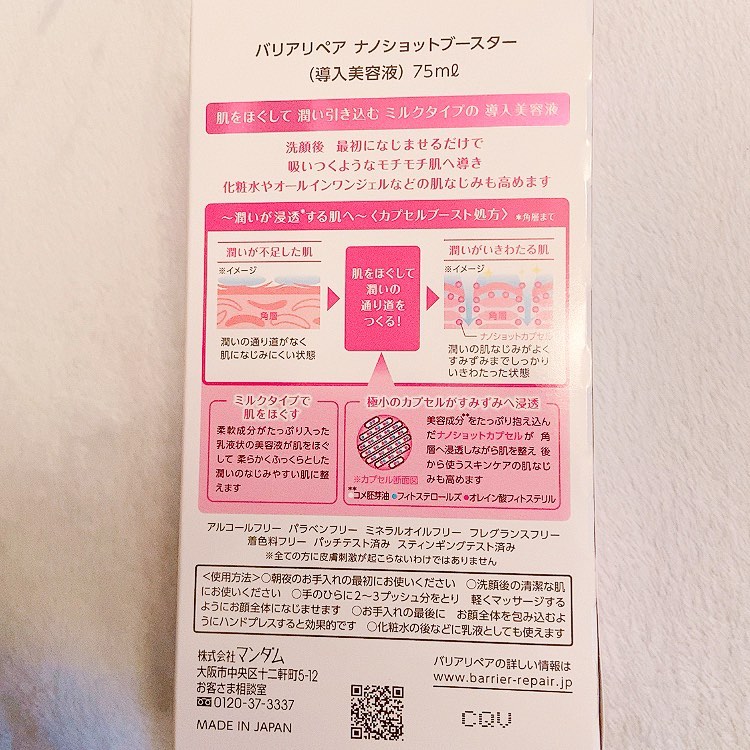 バリアリペア ナノショットブースター
(導入美容液) 75mℓ
肌をほぐして 潤い引き込む ミルクタイプの 導入美容液
洗顔後 最初になじませるだけで
吸いつくようなモチモチ肌へ導き
化粧水やオールインワンジェルなどの肌なじみも高めます
～潤いが浸透*する肌へ～〈カプセルブースト処方〉 *角層まで
潤いが不足した肌
※イメージ
角層
潤いの通り道がなく
肌になじみにくい状態
肌をほぐして
潤いの
通り道を
つくる!
潤いがいきわたる肌
※イメージ
角層
ナノショットカプセル
潤いの肌なじみがよく
すみずみまでしっかり
いきわたった状態
ミルクタイプで
肌をほぐす
柔軟成分がたっぷり入った
乳液状の美容液が肌をほぐ
して 柔らかくふっくらとした
潤いのなじみやすい肌に整
えます
極小のカプセルがすみずみへ浸透
※カプセル断面図
美容成分**をたっぷり抱え込ん
だナノショットカプセルが 角
層へ浸透しながら肌を整え 後
から使うスキンケアの肌なじ
みも高めます
**●コメ胚芽油 ●フィトステロールズ ●オレイン酸フィトステリル
アルコールフリー パラベンフリー ミネラルオイルフリー フレグランスフリー
着色料フリー パッチテスト済み スティンギングテスト済み
※全ての方に皮膚刺激が起こらないわけではありません
<使用方法>○朝夜のお手入れの最初にお使いください ○洗顔後の清潔な肌
にお使いください ○手のひらに2～3プッシュ分をとり 軽くマッサージする
ようにお顔全体になじませます ○お手入れの最後に お顔全体を包み込むよ
うにハンドプレスすると効果的です ○化粧水の後などに乳液としても使えます
株式会社 マンダム
大阪市中央区十二軒町5-12
お客さま相談室
0120-37-3337
MADE IN JAPAN
バリアリペアの詳しい情報は
www.barrier-repair.jp
CQU